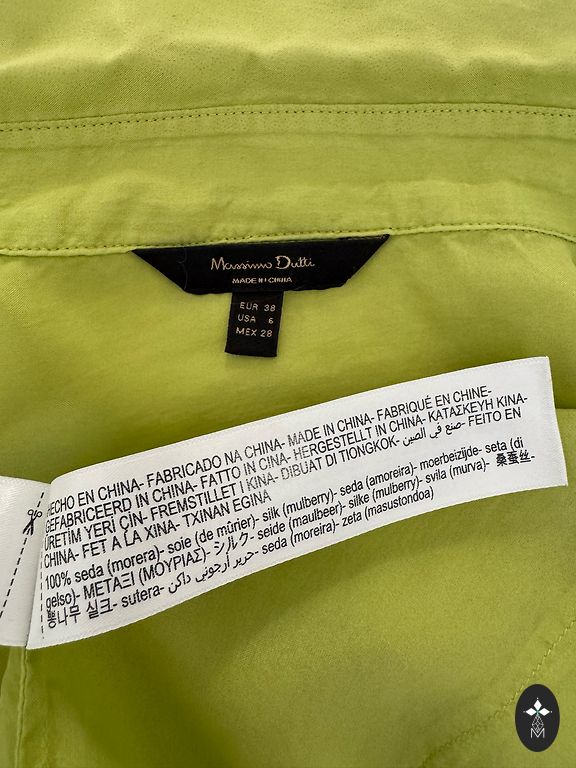 Massimo Dutti
MADE IN CHINA
EUR 38
USA 6
MEX 28
HECHO EN CHINA- FABRICADO NA CHINA- MADE IN CHINA- FABRIQUÉ EN CHINE-
GEFABRICEERD IN CHINA- FATTO IN CINA- HERGESTELLT IN CHINA- ΚΑΤΑΣΚΕΥΗ ΚΙΝΑ-
ÜRETİM YERİ ÇİN- FREMSTILLET I KINA- DIBUAT DI TIONGKOK- صنع في الصين- FEITO EN
CHINA- FET A LA XINA- TXINAN EGINA
100% seda (morera)- soie (de mûrier)- silk (mulberry)- seda (amoreira)- moerbeizijde- seta (di
gelso)- ΜΕΤΑΞΙ (ΜΟΥΡΙΑΣ)- シルク- seide (maulbeer)- silke (mulberry)- svila (murva)- 桑蚕丝-
뽕나무 실크- sutera- حرير أرجوني داكن- seda (moreira)- zeta (masustondoa)
M